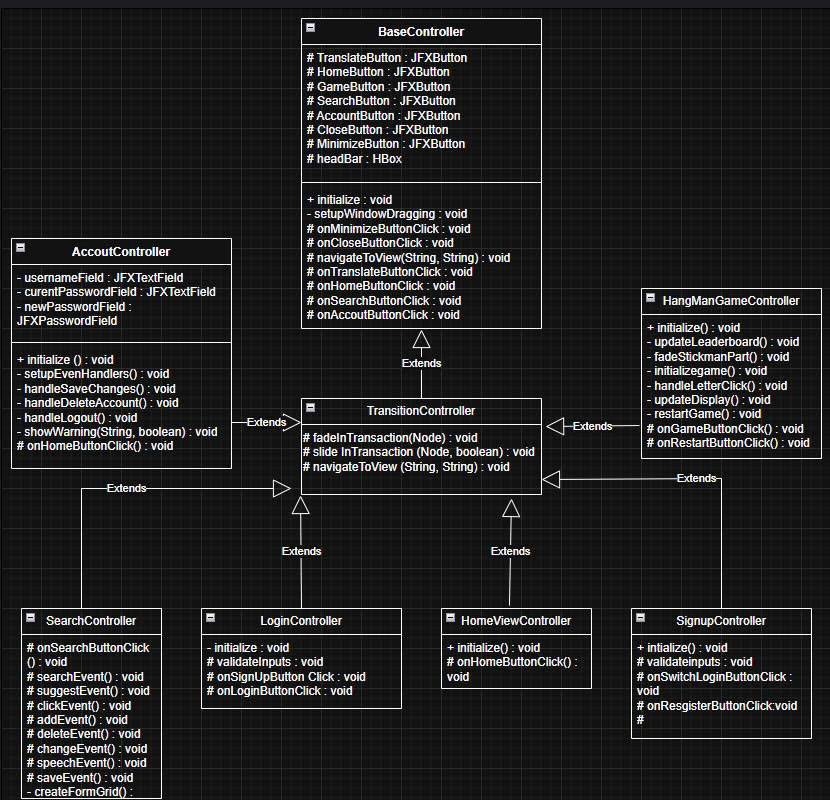 BaseController
# TranslateButton : JFXButton
# HomeButton : JFXButton
# GameButton : JFXButton
# SearchButton : JFXButton
# AccountButton : JFXButton
# CloseButton : JFXButton
# MinimizeButton : JFXButton
# headBar : HBox
+ initialize : void
- setupWindowDragging : void
# onMinimizeButtonClick : void
# onCloseButtonClick : void
# navigateToView(String, String) : void
# onTranslateButtonClick : void
# onHomeButtonClick : void
# onSearchButtonClick : void
# onAccoutButtonClick : void
AccoutController
- usernameField : JFXTextField
- curentPasswordField : JFXTextField
- newPasswordField :
JFXPasswordField
+ initialize () : void
- setupEvenHandlers() : void
- handleSaveChanges() : void
- handleDeleteAccount() : void
- handleLogout() : void
- showWarning(String, boolean) : void
# onHomeButtonClick() : void
HangManGameController
+ initialize() : void
- updateLeaderboard() : void
- fadeStickmanPart() : void
- initializegame() : void
- handleLetterClick() : void
- updateDisplay() : void
- restartGame() : void
# onGameButtonClick() : void
# onRestartButtonClick() : void
Extends
TransitionContrroller
# fadeInTransaction(Node) : void
# slide InTransaction (Node, boolean) : void
# navigateToView (String, String) : void
Extends
Extends
Extends
Extends
Extends
Extends
SearchController
# onSearchButtonClick
() : void
# searchEvent() : void
# suggestEvent() : void
# clickEvent() : void
# addEvent() : void
# deleteEvent() : void
# changeEvent() : void
# speechEvent() : void
# saveEvent() : void
- createFormGrid() :
LoginController
- initialize : void
# validateInputs : void
# onSignUpButton Click : void
# onLoginButtonClick : void
HomeViewController
+ initialize() : void
# onHomeButtonClick() :
void
SignupController
+ intialize() : void
# validateinputs : void
# onSwitchLoginButtonClick :
void
# onResgisterButtonClick:void
#